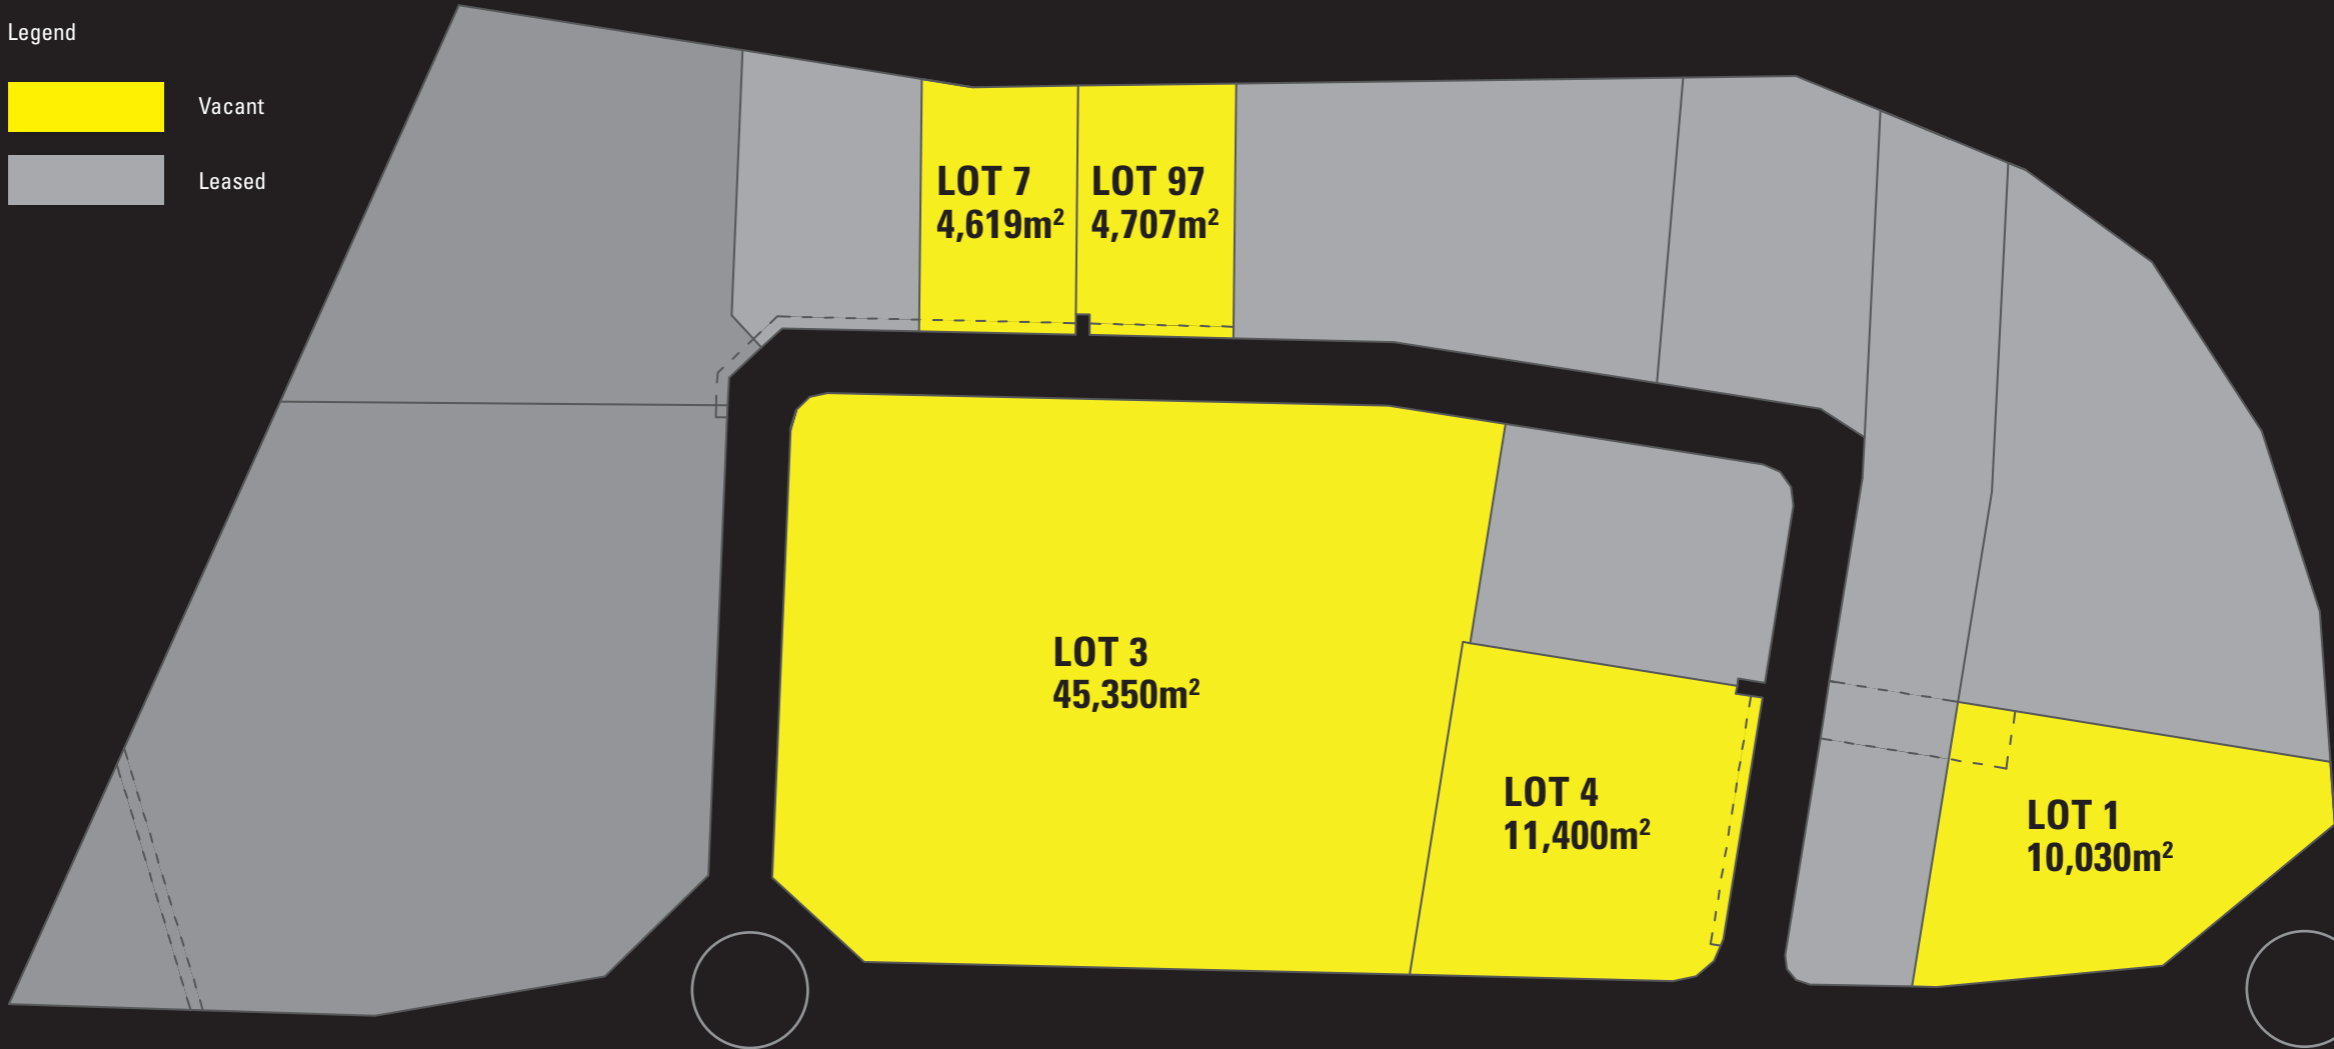 Legend
Vacant
Leased
LOT 7
4,619m²
LOT 97
4,707m²
LOT 3
45,350m²
LOT 4
11,400m²
LOT 1
10,030m²